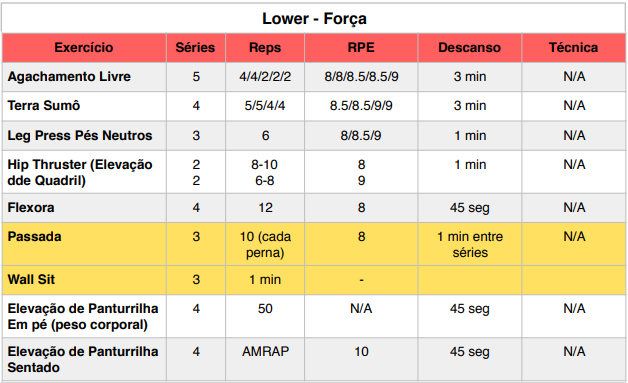 Lower - Força
Exercício Séries Reps RPE Descanso Técnica
Agachamento Livre 5 4/4/2/2/2 8/8/8.5/8.5/9 3 min N/A
Terra Sumô 4 5/5/4/4 8.5/8.5/9/9 3 min N/A
Leg Press Pés Neutros 3 6 8/8.5/9 1 min N/A
Hip Thruster (Elevação 2 8-10 8 1 min N/A
dde Quadril) 2 6-8 9
Flexora 4 12 8 45 seg N/A
Passada 3 10 (cada 8 1 min entre N/A
perna) séries
Wall Sit 3 1 min -
Elevação de Panturrilha 4 50 N/A 45 seg N/A
Em pé (peso corporal)
Elevação de Panturrilha 4 AMRAP 10 45 seg N/A
Sentado